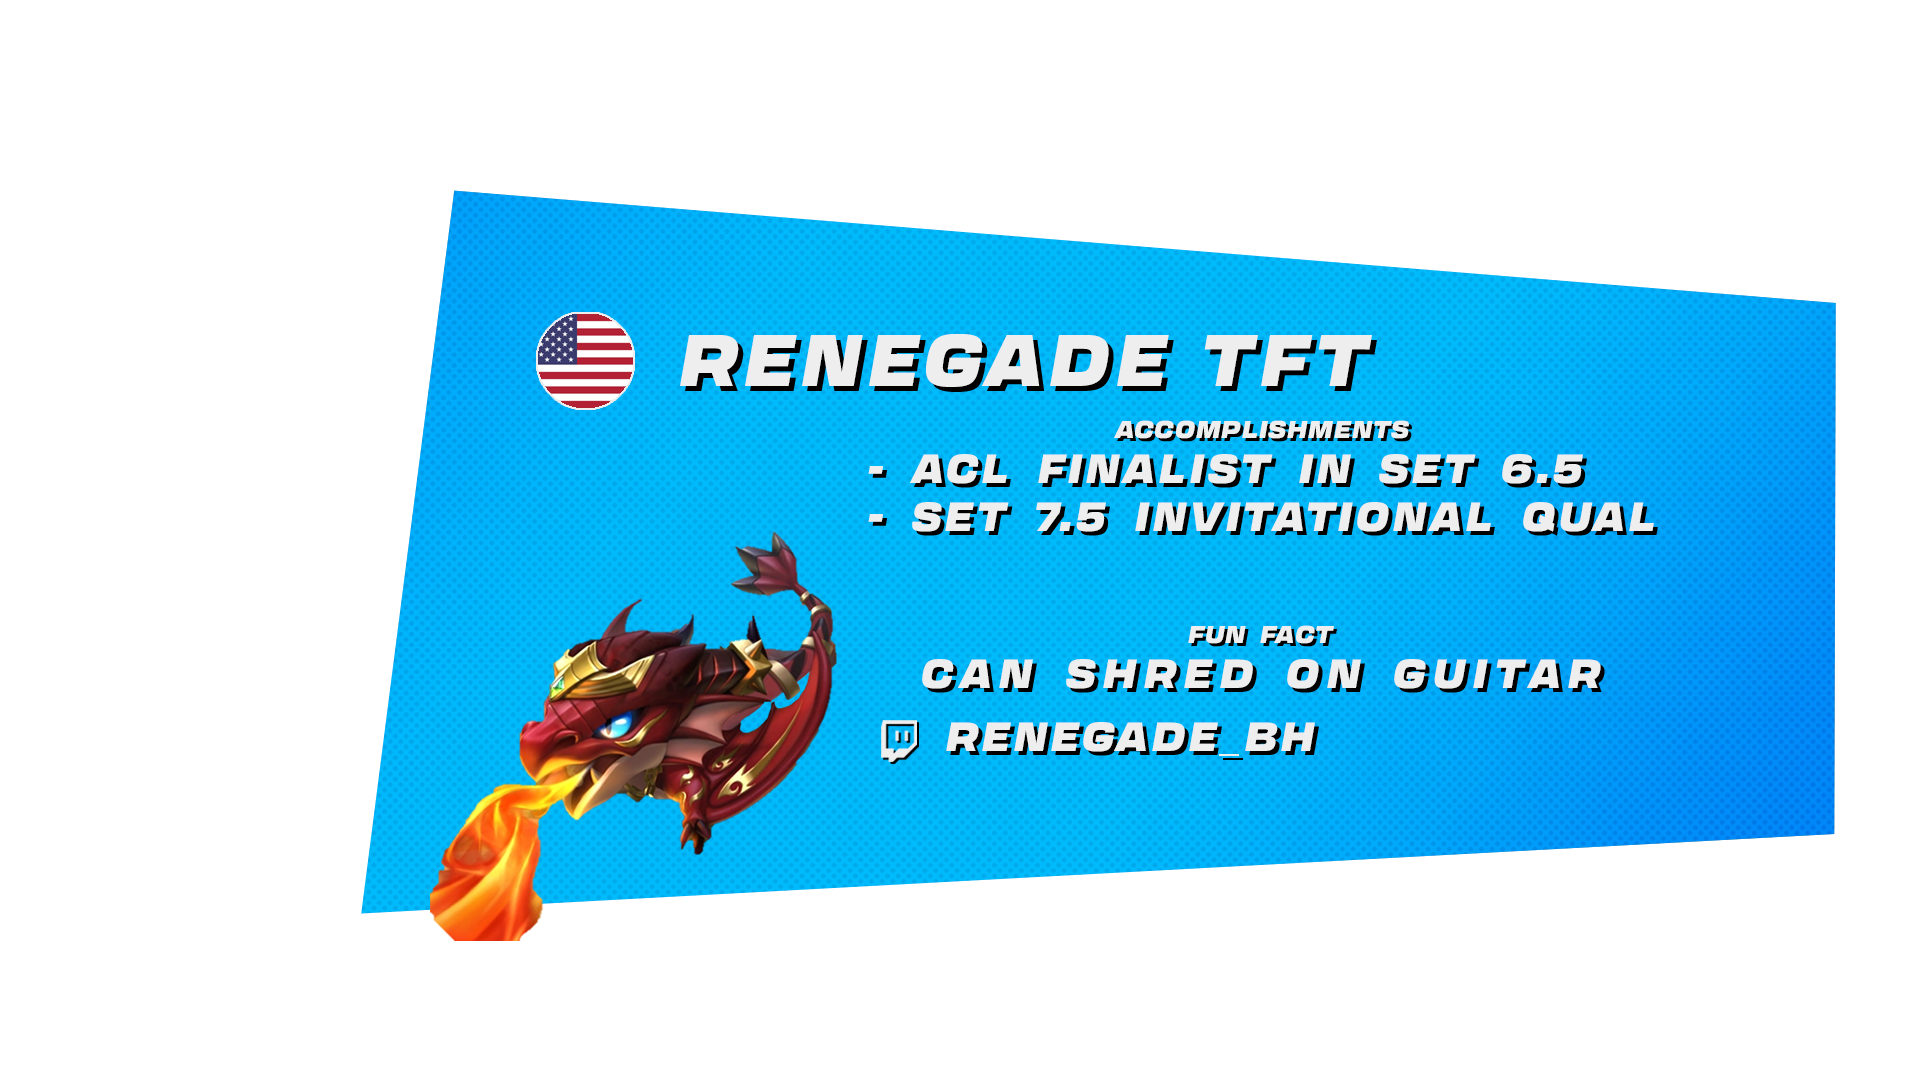 RENEGADE TFT
ACCOMPLISHMENTS
- ACL FINALIST IN SET 6.5
- SET 7.5 INVITATIONAL QUAL
FUN FACT
CAN SHRED ON GUITAR
RENEGADE_BH